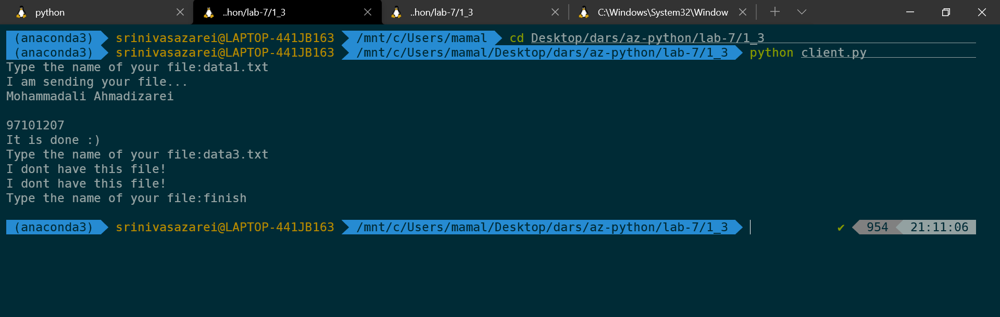 python ..hon/lab-7/1_3 ..hon/lab-7/1_3 C:\Windows\System32\Window
(anaconda3) srinivasazarei@LAPTOP-441JB163 /mnt/c/Users/mamal cd Desktop/dars/az-python/lab-7/1_3
(anaconda3) srinivasazarei@LAPTOP-441JB163 /mnt/c/Users/mamal/Desktop/dars/az-python/lab-7/1_3 python client.py
Type the name of your file:data1.txt
I am sending your file...
Mohammadali Ahmadizarei
97101207
It is done :)
Type the name of your file:data3.txt
I dont have this file!
I dont have this file!
Type the name of your file:finish
(anaconda3) srinivasazarei@LAPTOP-441JB163 /mnt/c/Users/mamal/Desktop/dars/az-python/lab-7/1_3 ✔ 954 21:11:06